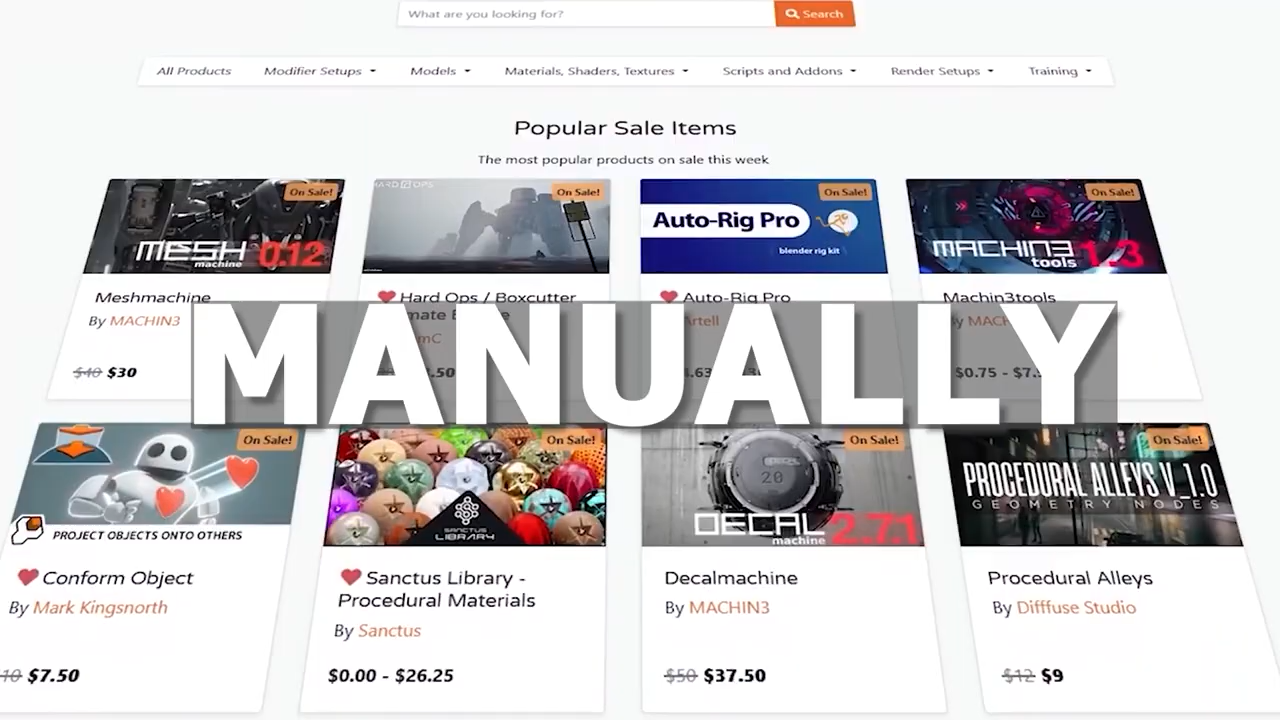 What are you looking for?
Search
All Products
Modifier Setups
Models
Materials, Shaders, Textures
Scripts and Addons
Render Setups
Training
Popular Sale Items
The most popular products on sale this week
On Sale!
MESH
machine
0.12
HARD OPS
On Sale!
Auto-Rig Pro
blender rig kit
On Sale!
MACHIN3
tools
1.3
On Sale!
Meshmachine
By MACHIN3
$40 $30
Hard Ops / Boxcutter
Auto-Rig Pro
Machin3tools
MANUALLY
$0.75 -
On Sale!
PROJECT OBJECTS ONTO OTHERS
On Sale!
SANCTUS
LIBRARY
On Sale!
20
DECAL
machine
2.7.1
On Sale!
PROCEDURAL ALLEYS V_1.0
GEOMETRY NODES
Conform Object
By Mark Kingsnorth
$7.50
Sanctus Library -
Procedural Materials
By Sanctus
$0.00 - $26.25
Decalmachine
By MACHIN3
$50 $37.50
Procedural Alleys
By Difffuse Studio
$12 $9